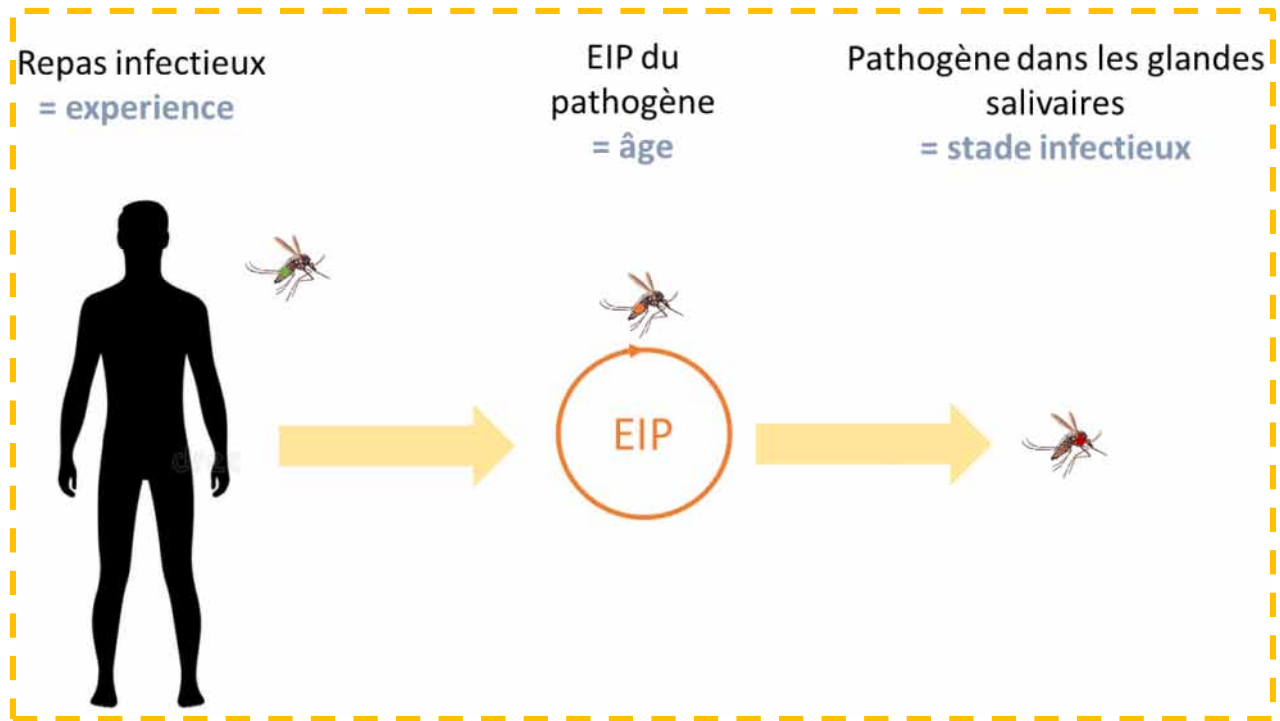 Repas infectieux
= experience
EIP du
pathogène
= âge
Pathogène dans les glandes
salivaires
= stade infectieux
EIP